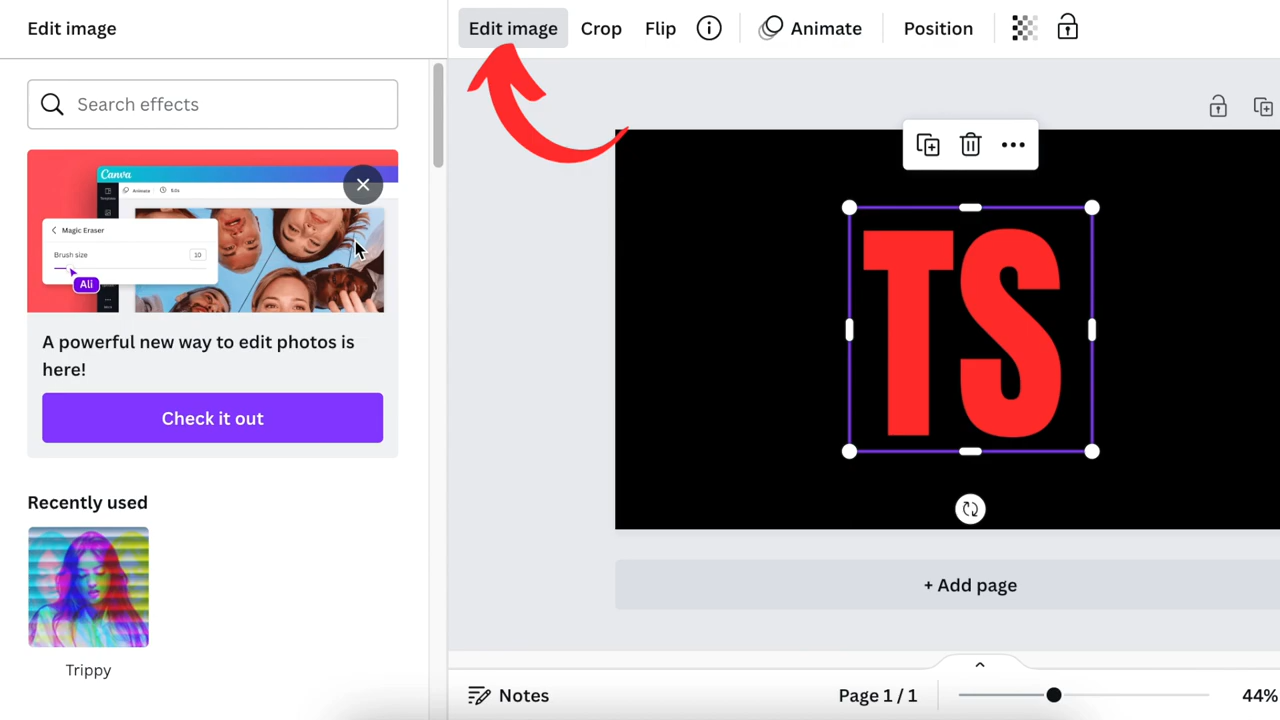 Edit image
Edit image Crop Flip Animate Position
Search effects
Canva
Animate
Magic Eraser
Brush size 10
Ali
A powerful new way to edit photos is
here!
Check it out
Recently used
Trippy
TS
+ Add page
Notes Page 1 / 1 44%